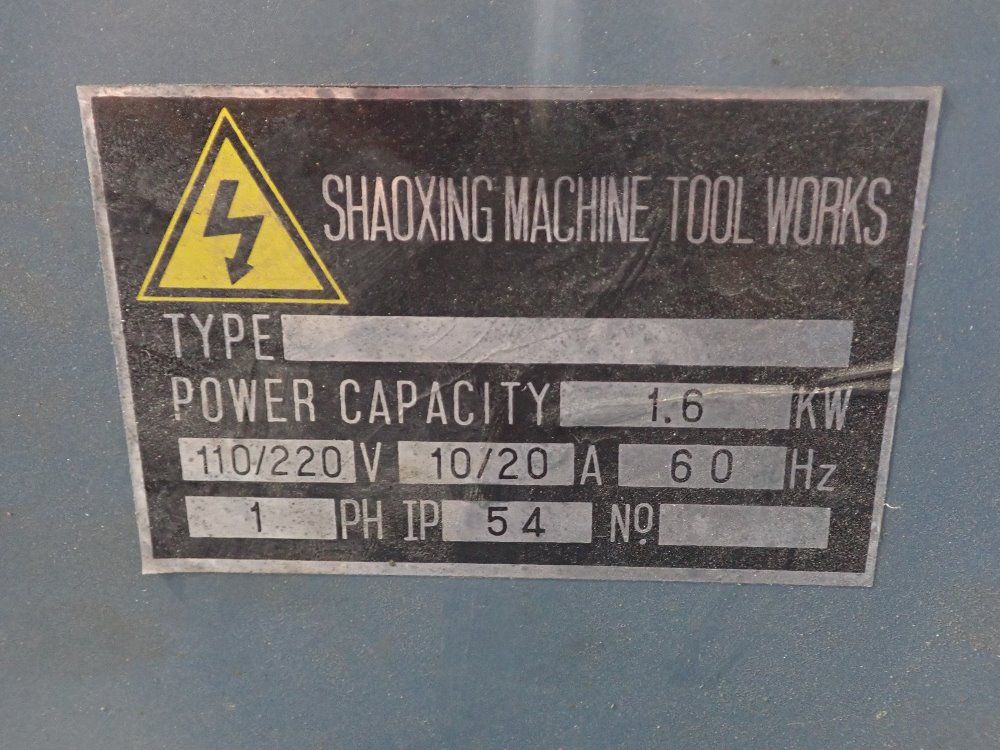 SHAOXING MACHINE TOOL WORKS
TYPE
POWER CAPACITY 1.6 KW
110/220 V 10/20 A 60 Hz
1 PH IP 54 Nº